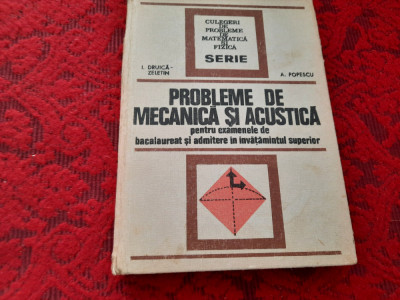 CULEGERI
DE
PROBLEME
DE
MATEMATICĂ
ȘI
FIZICĂ
SERIE
I. DRUICĂ-
ZELETIN
A. POPESCU
PROBLEME DE
MECANICĂ ȘI ACUSTICĂ
pentru examenele de
bacalaureat și admitere în învățămîntul superior